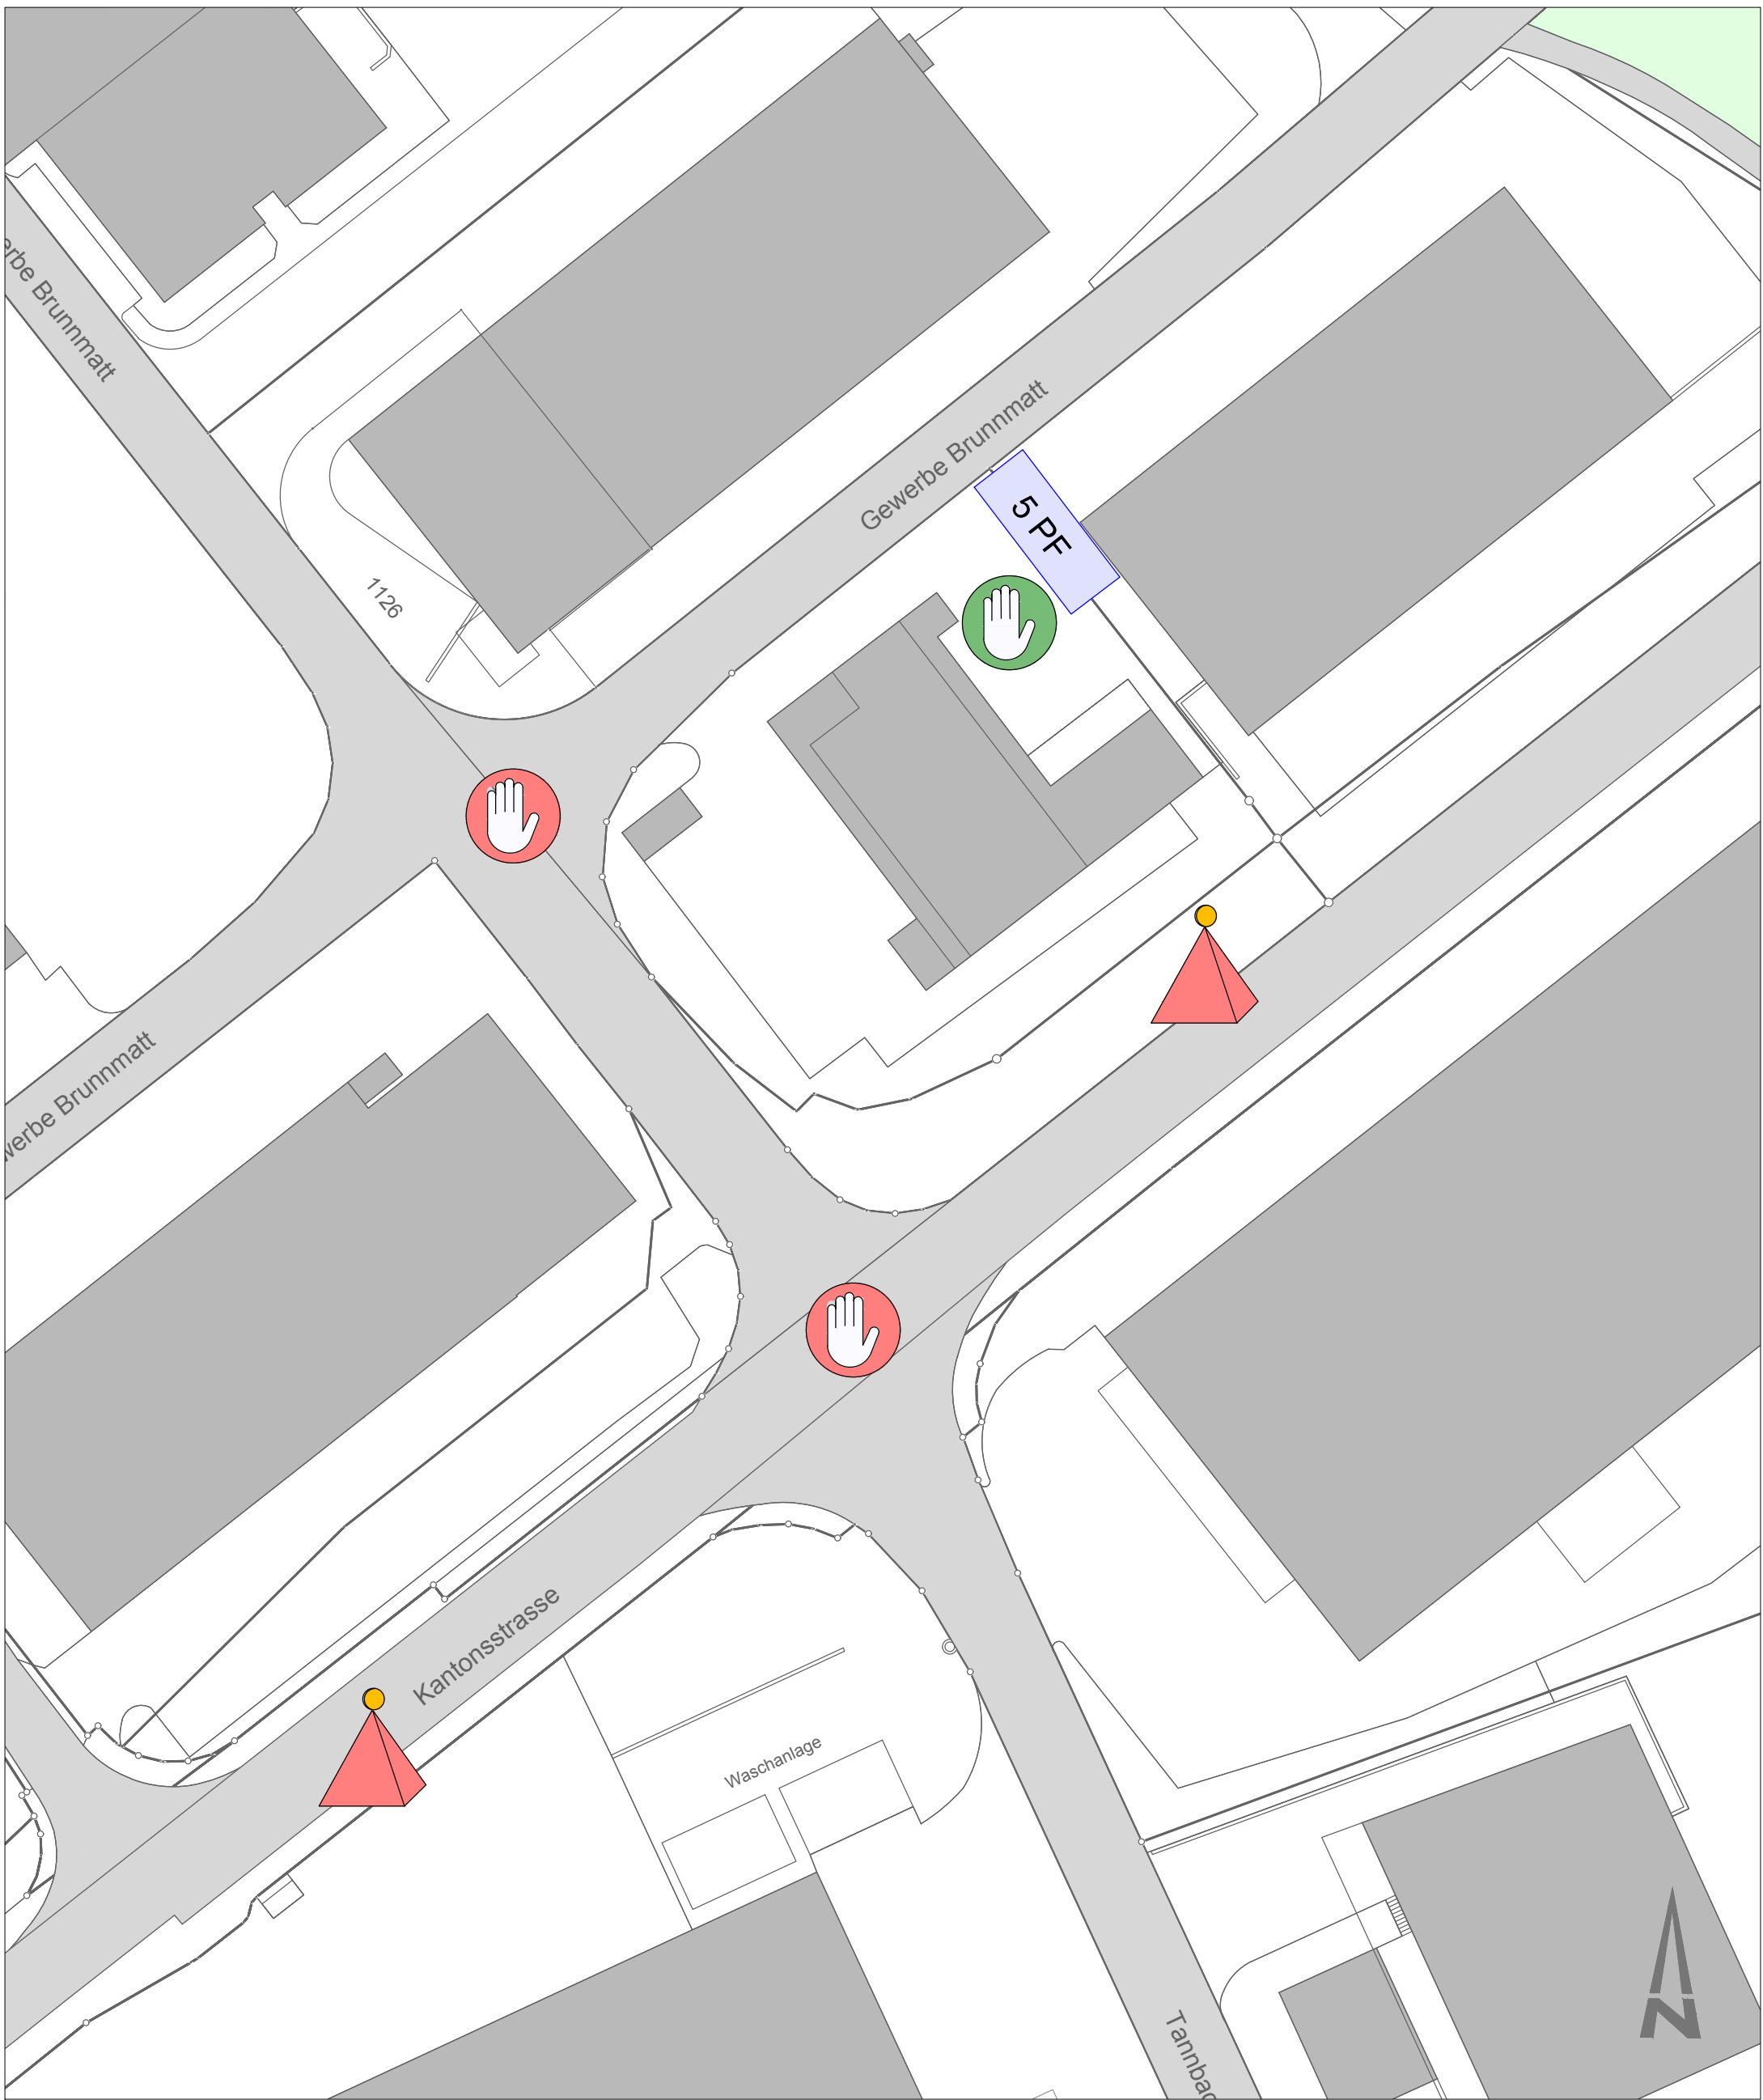 erbe Brunnmatt
Gewerbe Brunnmatt
5 PF
1126
werbe Brunnmatt
Kantonsstrasse
Waschanlage
Tannbac
N